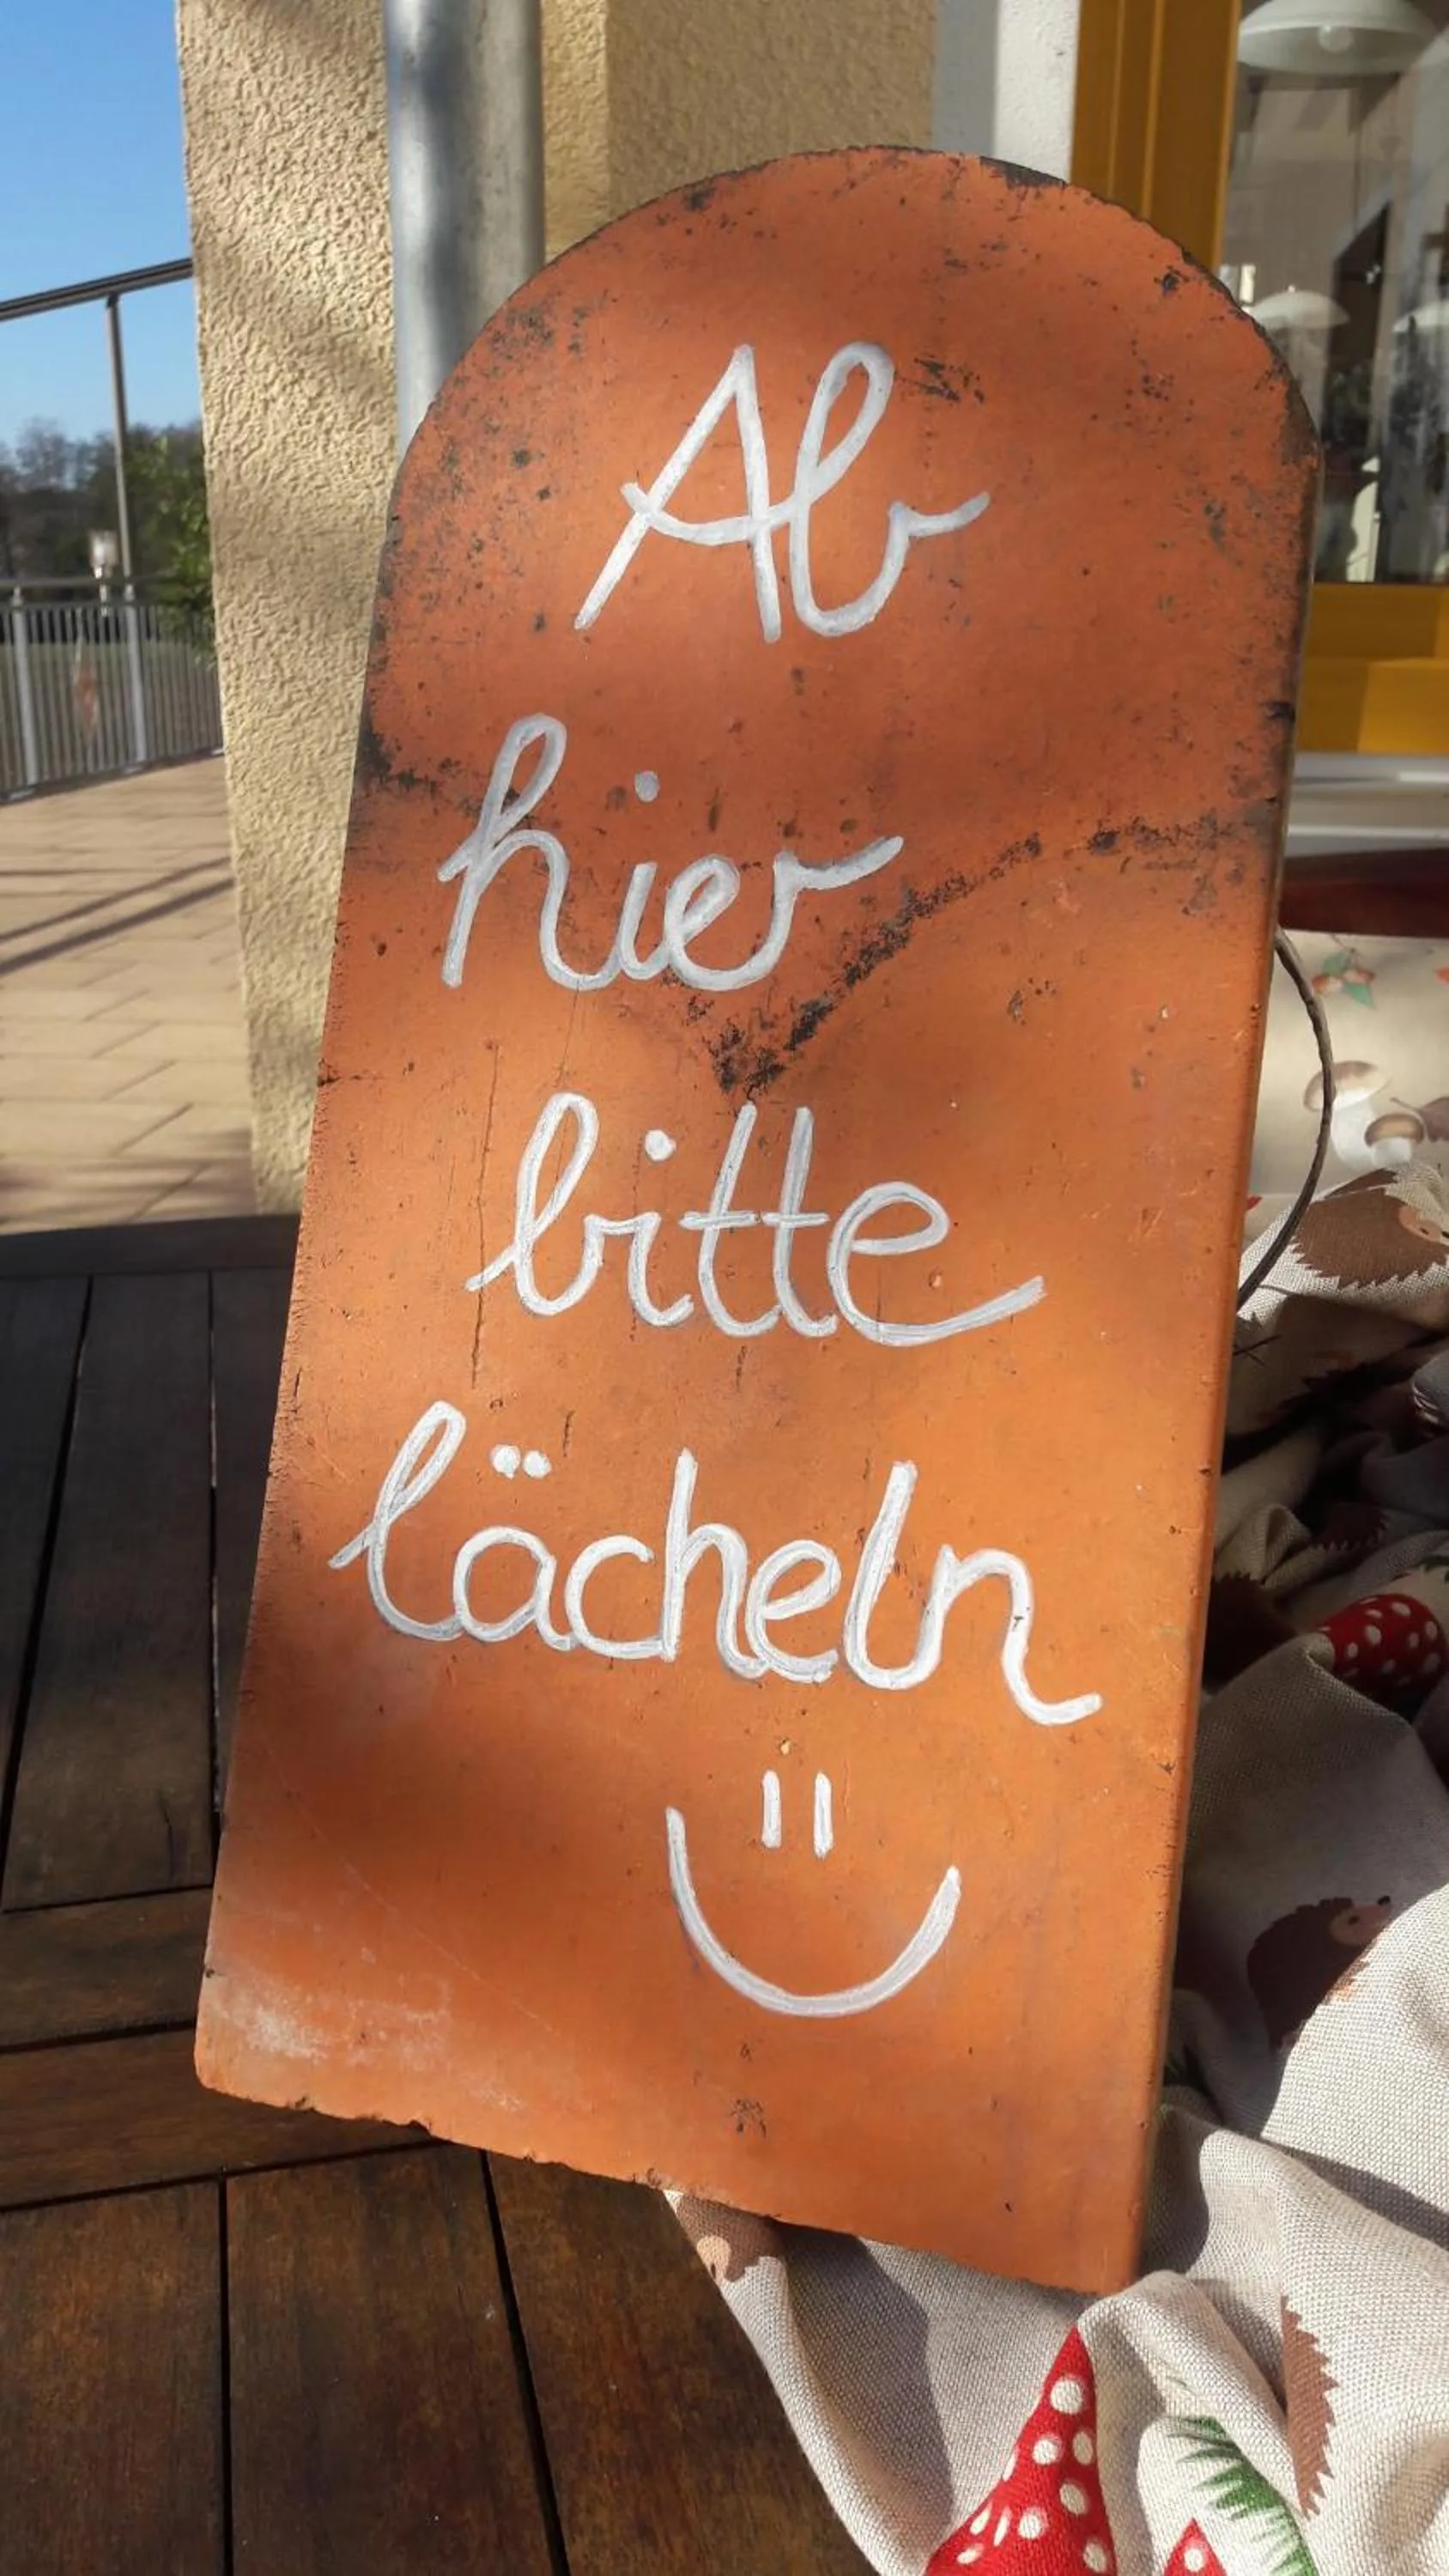 Ab
hier
bitte
lächeln